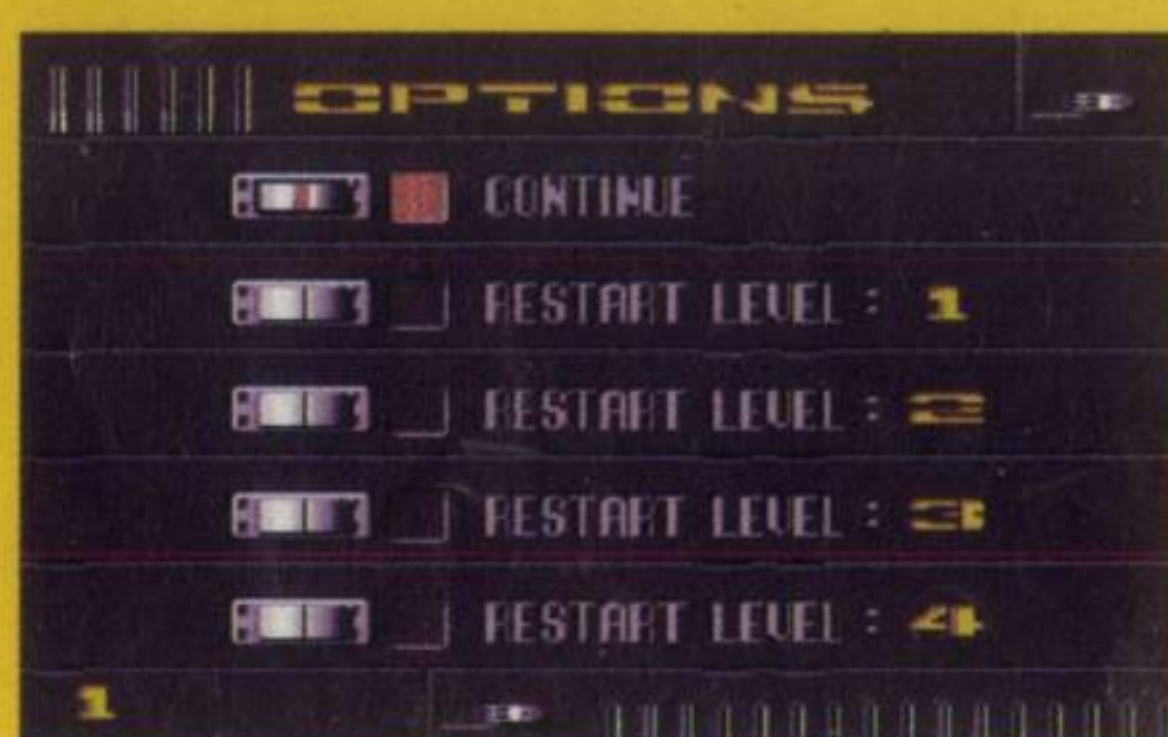 OPTIONS
CONTINUE
RESTART LEVEL : 1
RESTART LEVEL : 2
RESTART LEVEL : 3
RESTART LEVEL : 4
1